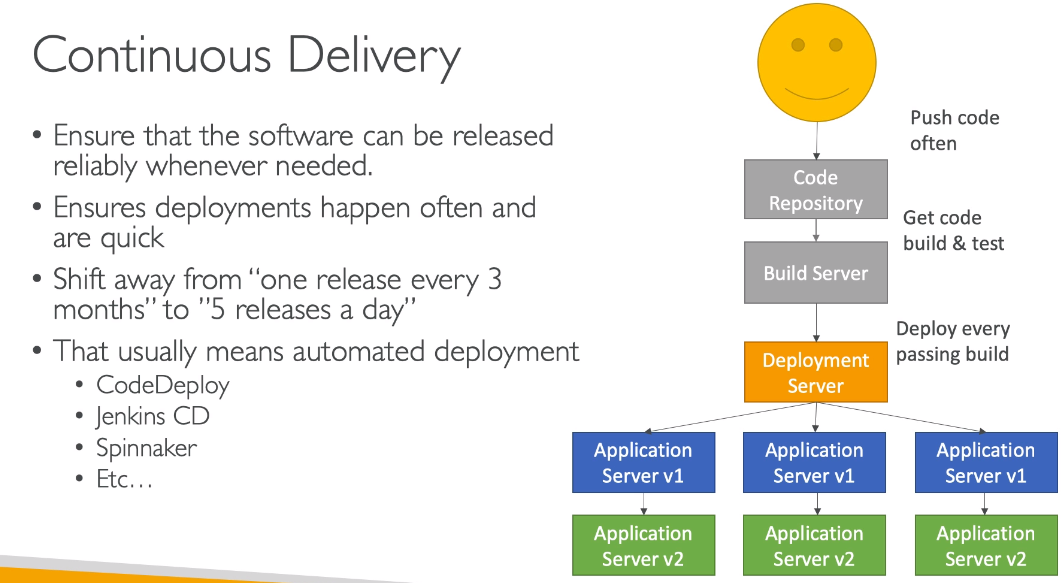 Continuous Delivery
• Ensure that the software can be released
reliably whenever needed.
• Ensures deployments happen often and
are quick
• Shift away from “one release every 3
months” to ”5 releases a day”
• That usually means automated deployment
• CodeDeploy
• Jenkins CD
• Spinnaker
• Etc…
Push code
often
Code
Repository
Get code
build & test
Build Server
Deploy every
passing build
Deployment
Server
Application
Server v1
Application
Server v1
Application
Server v1
Application
Server v2
Application
Server v2
Application
Server v2